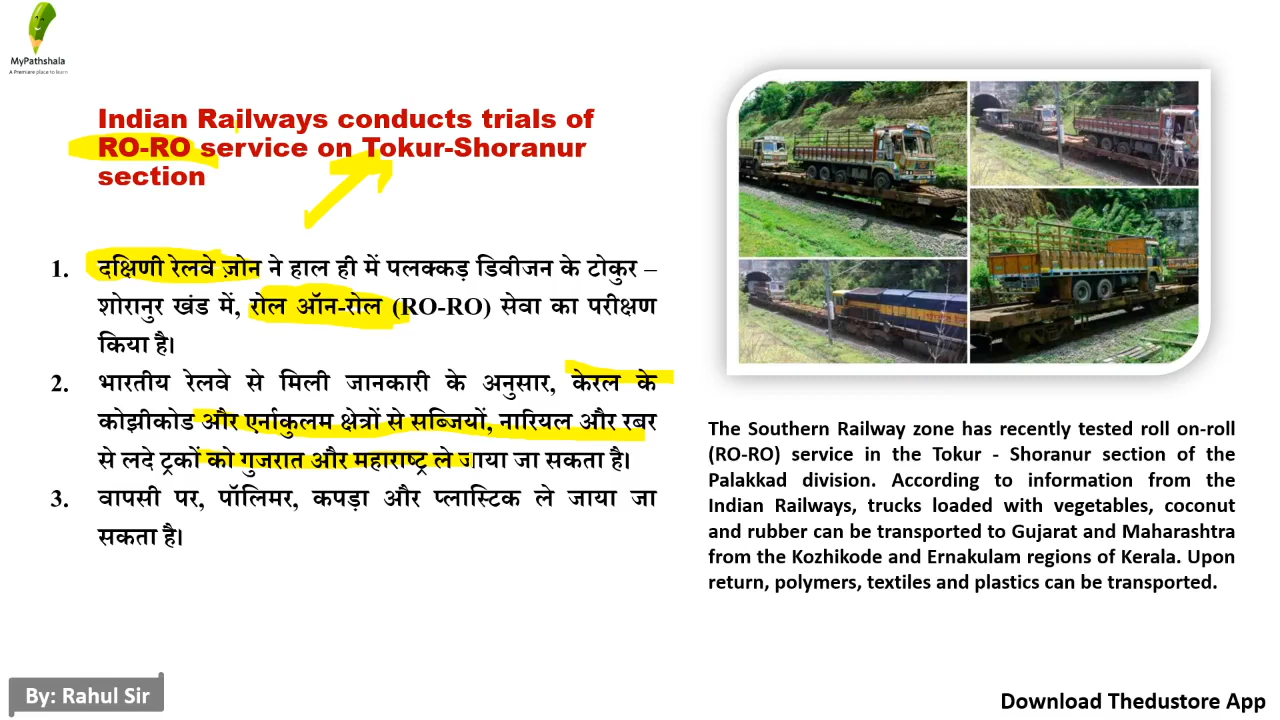 MyPathshala
A Premiere place to learn
Indian Railways conducts trials of
RO-RO service on Tokur-Shoranur
section
1. दक्षिणी रेलवे ज़ोन ने हाल ही में पलक्कड़ डिवीजन के टोकुर –
शोरानुर खंड में, रोल ऑन-रोल (RO-RO) सेवा का परीक्षण
किया है।
2. भारतीय रेलवे से मिली जानकारी के अनुसार, केरल के
कोझीकोड और एर्नाकुलम क्षेत्रों से सब्जियों, नारियल और रबर
से लदे ट्रकों को गुजरात और महाराष्ट्र ले जाया जा सकता है।
3. वापसी पर, पॉलिमर, कपड़ा और प्लास्टिक ले जाया जा
सकता है।
The Southern Railway zone has recently tested roll on-roll
(RO-RO) service in the Tokur - Shoranur section of the
Palakkad division. According to information from the
Indian Railways, trucks loaded with vegetables, coconut
and rubber can be transported to Gujarat and Maharashtra
from the Kozhikode and Ernakulam regions of Kerala. Upon
return, polymers, textiles and plastics can be transported.
By: Rahul Sir
Download Thedustore App